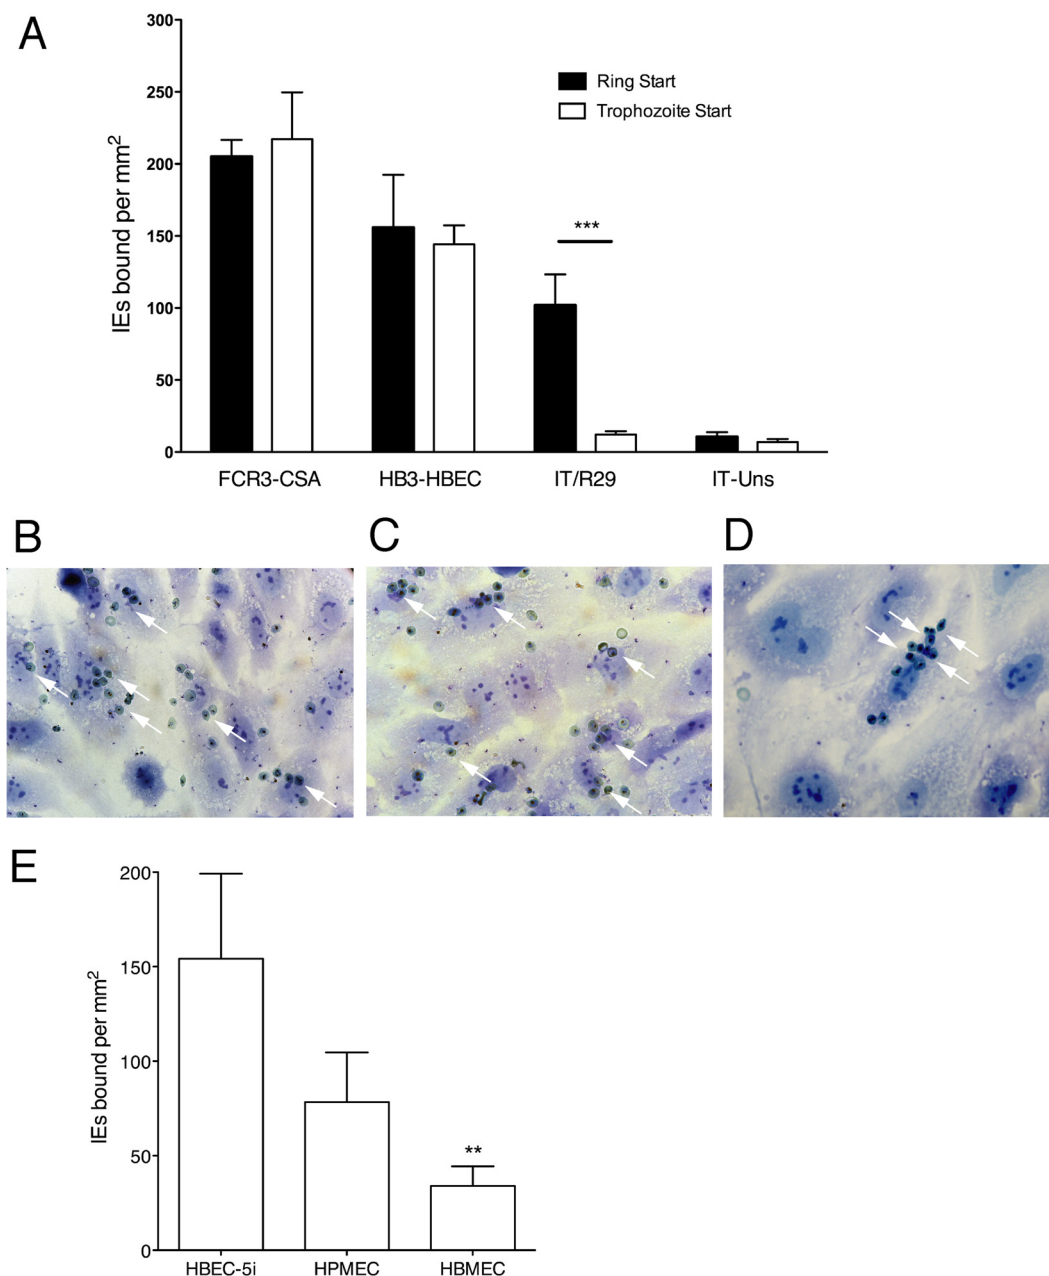 A
300
250
200
150
100
50
0
IEs bound per mm2
Ring Start
Trophozoite Start
***
FCR3-CSA HB3-HBEC IT/R29 IT-Uns
B C D
E
200
150
100
50
0
IEs bound per mm2
**
HBEC-5i HPMEC HBMEC